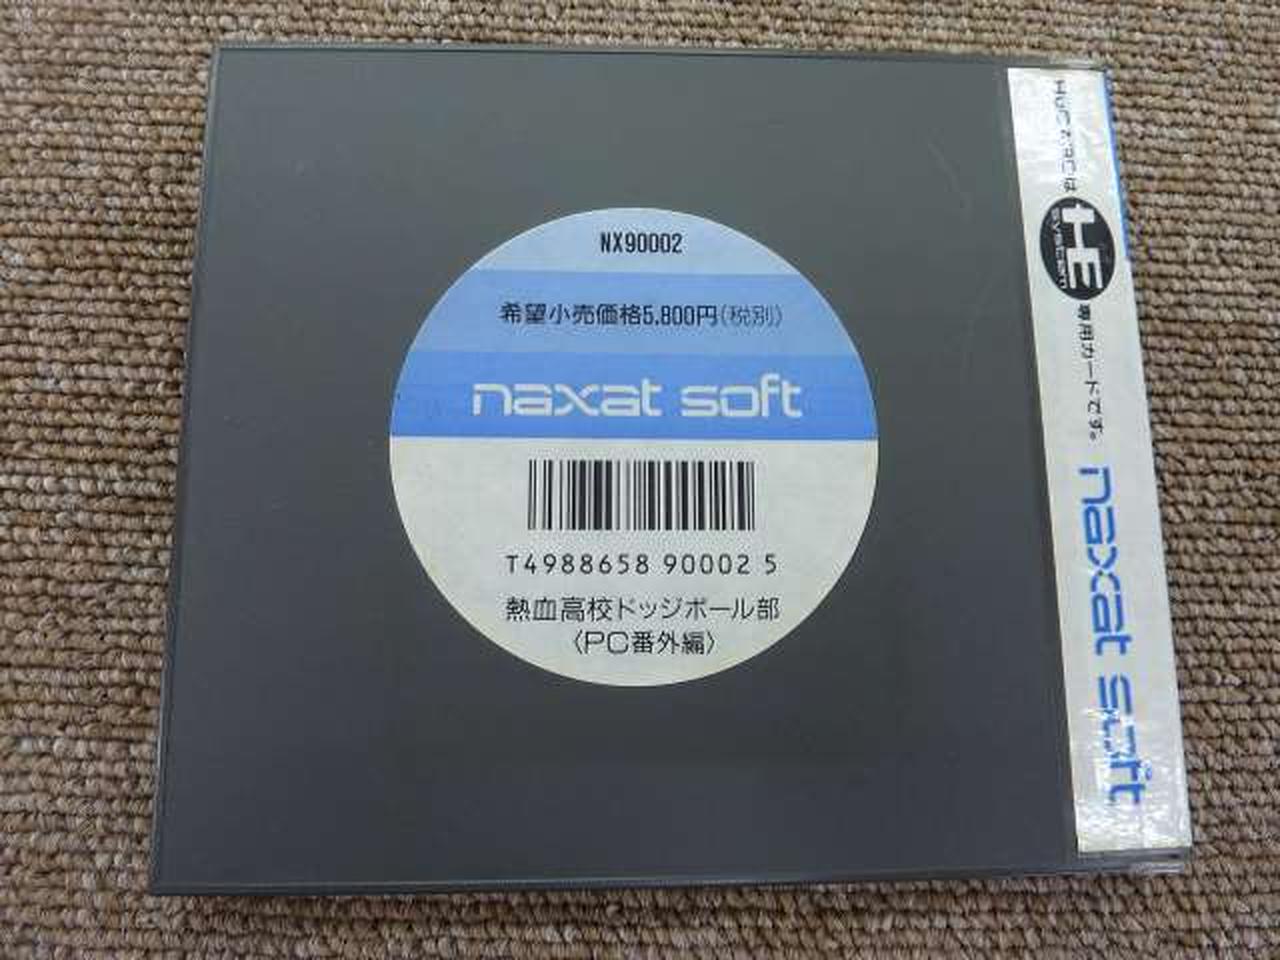 NX90002
希望小売価格5,800円(税別)
naxat soft
T4988658 90002 5
熱血高校ドッジボール部
〈PC番外編〉
HuCARDは HE SYSTEM 専用カードです。 naxat soft